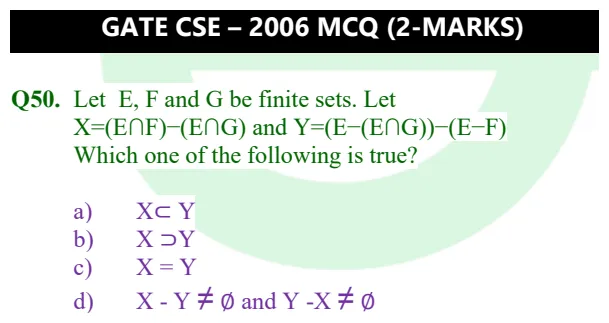 GATE CSE – 2006 MCQ (2-MARKS)
Q50. Let E, F and G be finite sets. Let
X=(E∩F)−(E∩G) and Y=(E−(E∩G))−(E−F)
Which one of the following is true?
a) X⊂ Y
b) X ⊃Y
c) X = Y
d) X - Y ≠ ∅ and Y -X ≠ ∅